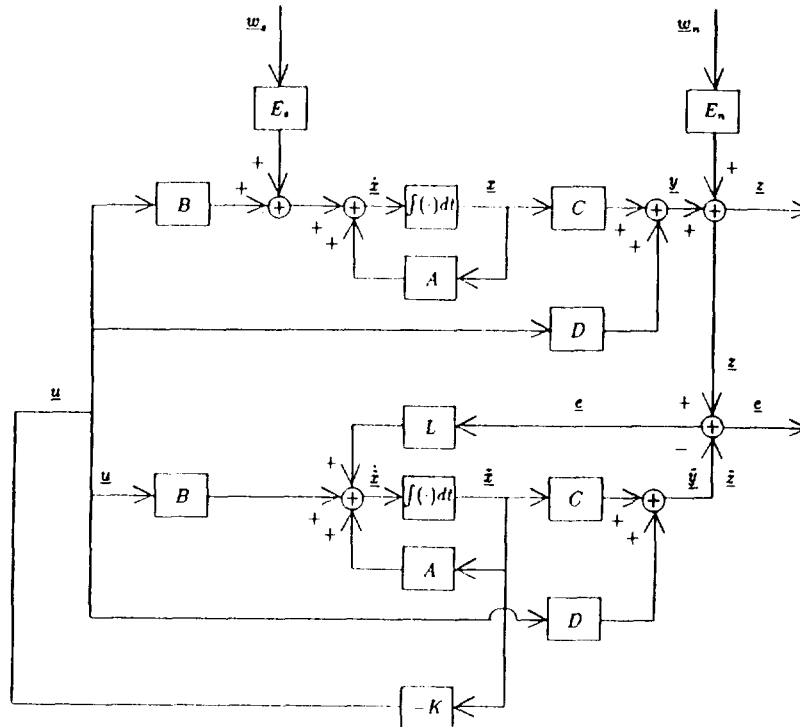 w_s w_n
E_s E_n
+ +
ẋ x y z
B + + + + ∫(·)dt C + + + +
+ + + +
A
D
u z
e + e
L + −
+
u ẋ̂ x̂ ŷ ẑ
B + + ∫(·)dt C + +
+ +
A
D
−K